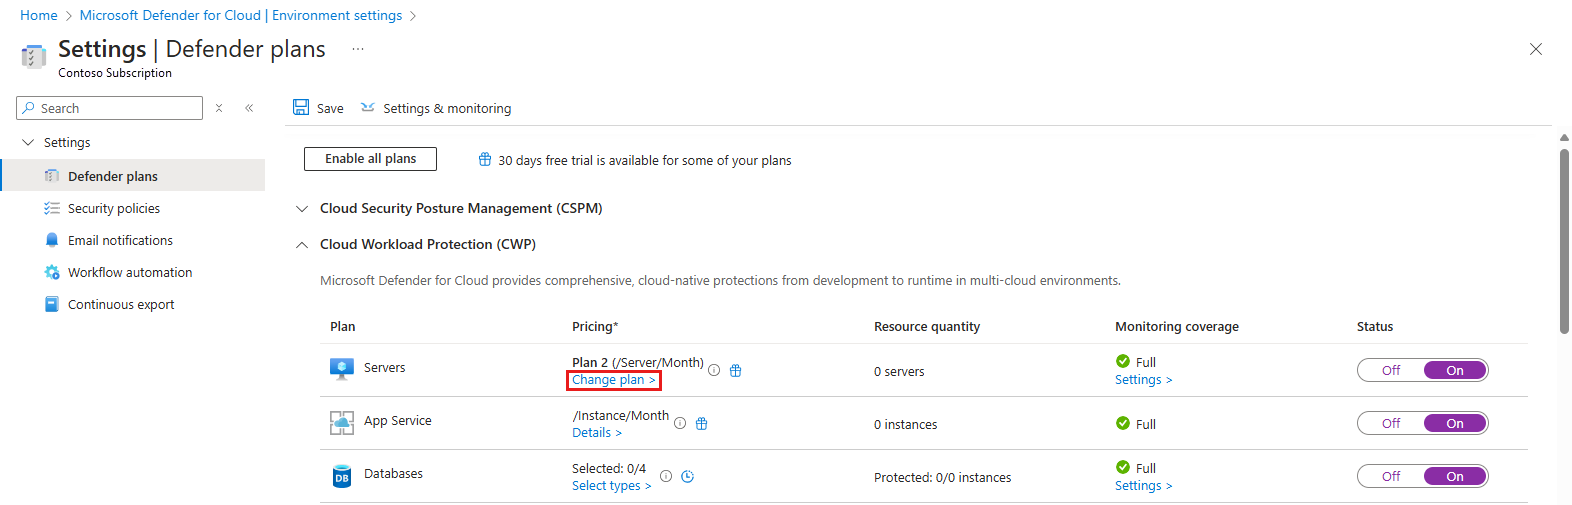 Home > Microsoft Defender for Cloud | Environment settings >
Settings | Defender plans ...
Contoso Subscription
Search
Save Settings & monitoring
Settings
Defender plans
Security policies
Email notifications
Workflow automation
Continuous export
Enable all plans 30 days free trial is available for some of your plans
Cloud Security Posture Management (CSPM)
Cloud Workload Protection (CWP)
Microsoft Defender for Cloud provides comprehensive, cloud-native protections from development to runtime in multi-cloud environments.
Plan Pricing* Resource quantity Monitoring coverage Status
Servers Plan 2 (/Server/Month) 0 servers Full Off On
Change plan > Settings >
App Service /Instance/Month 0 instances Full Off On
Details >
Databases Selected: 0/4 Protected: 0/0 instances Full Off On
DB Select types > Settings >